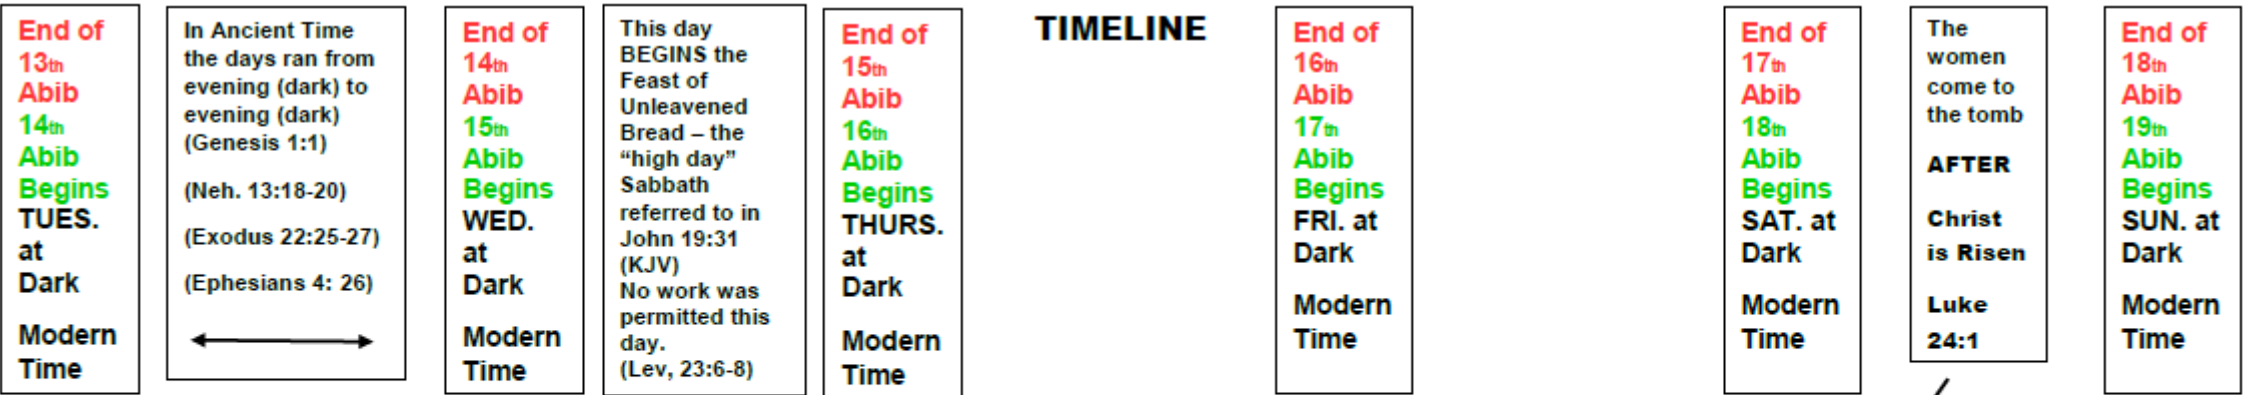 End of
13th
Abib
14th
Abib
Begins
TUES.
at
Dark
Modern
Time
In Ancient Time
the days ran from
evening (dark) to
evening (dark)
(Genesis 1:1)
(Neh. 13:18-20)
(Exodus 22:25-27)
(Ephesians 4: 26)
End of
14th
Abib
15th
Abib
Begins
WED.
at
Dark
Modern
Time
This day
BEGINS the
Feast of
Unleavened
Bread – the
“high day”
Sabbath
referred to in
John 19:31
(KJV)
No work was
permitted this
day.
(Lev, 23:6-8)
End of
15th
Abib
16th
Abib
Begins
THURS.
at
Dark
Modern
Time
TIMELINE
End of
16th
Abib
17th
Abib
Begins
FRI. at
Dark
Modern
Time
End of
17th
Abib
18th
Abib
Begins
SAT. at
Dark
Modern
Time
The
women
come to
the tomb
AFTER
Christ
is Risen
Luke
24:1
End of
18th
Abib
19th
Abib
Begins
SUN. at
Dark
Modern
Time